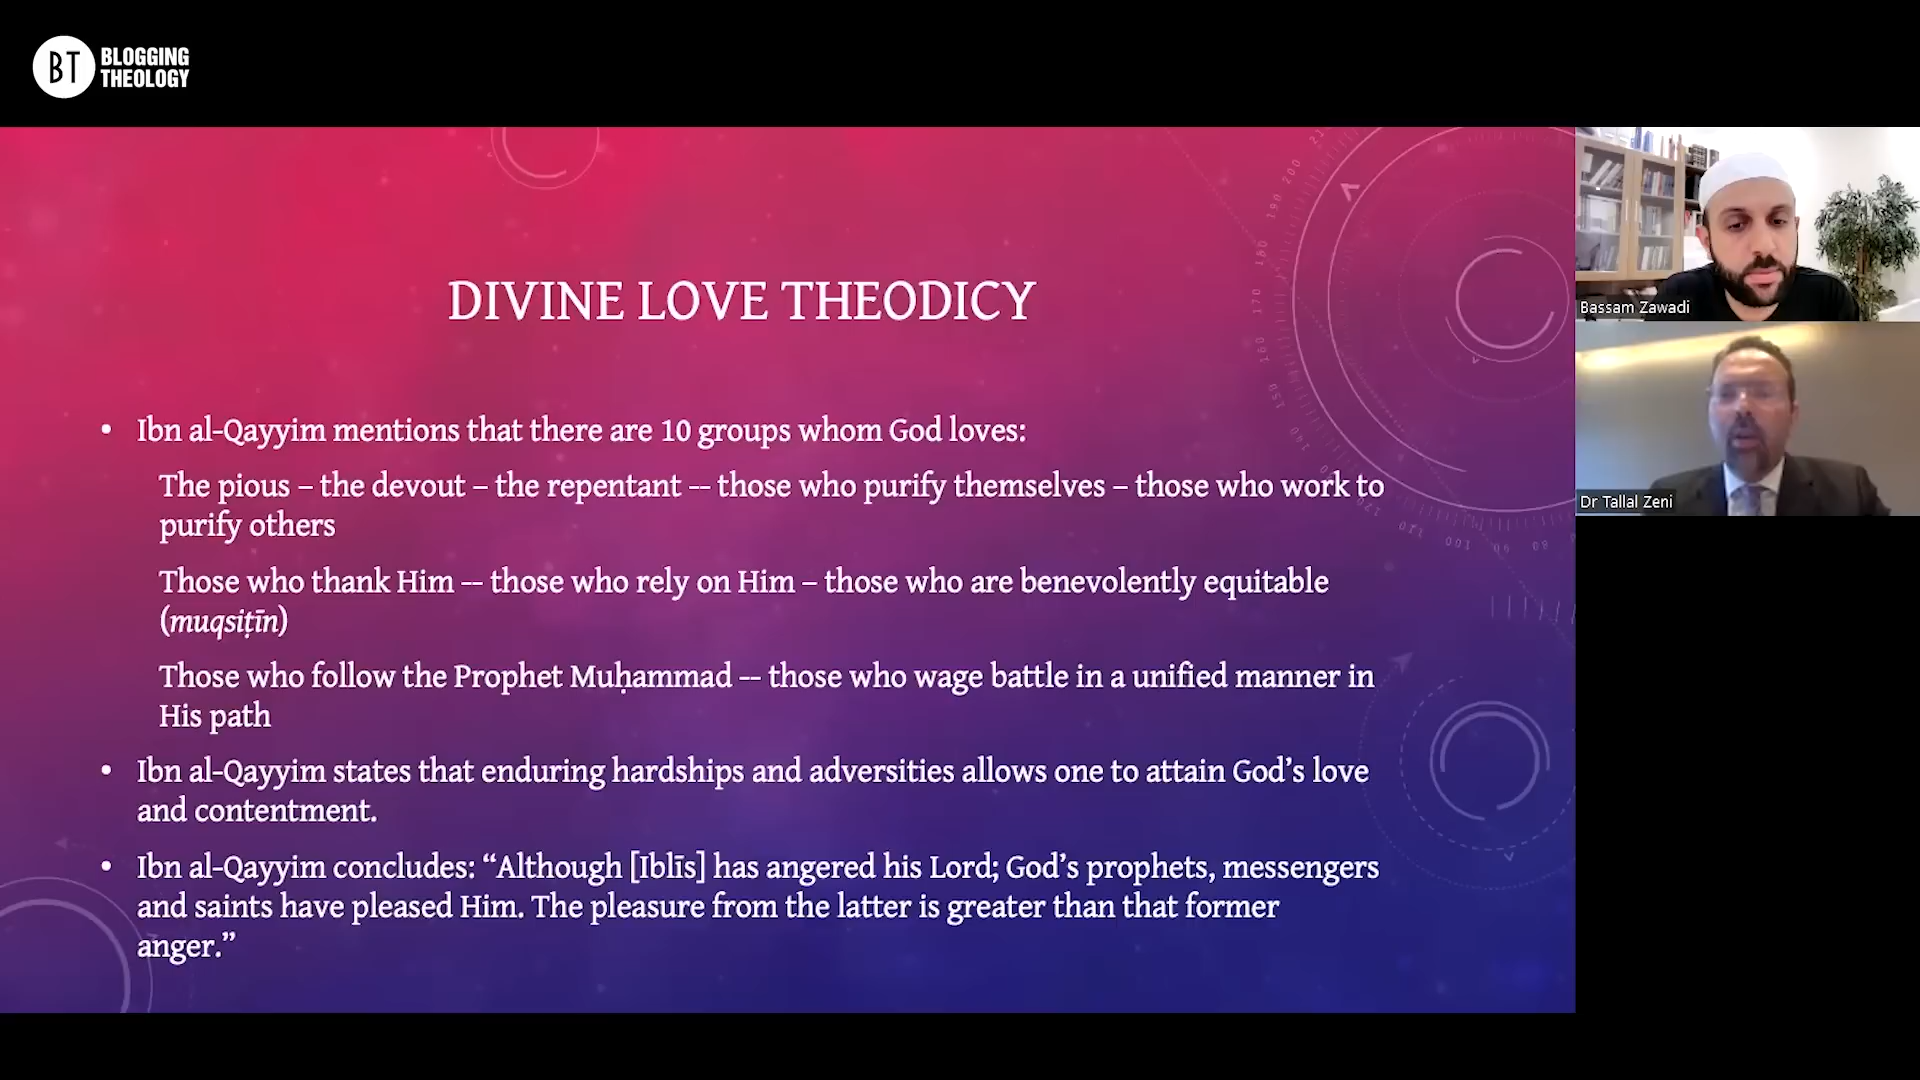 BT BLOGGING
THEOLOGY
DIVINE LOVE THEODICY
• Ibn al-Qayyim mentions that there are 10 groups whom God loves:
The pious – the devout – the repentant -- those who purify themselves – those who work to
purify others
Those who thank Him -- those who rely on Him – those who are benevolently equitable
(muqsiṭīn)
Those who follow the Prophet Muḥammad -- those who wage battle in a unified manner in
His path
• Ibn al-Qayyim states that enduring hardships and adversities allows one to attain God’s love
and contentment.
• Ibn al-Qayyim concludes: “Although [Iblīs] has angered his Lord; God’s prophets, messengers
and saints have pleased Him. The pleasure from the latter is greater than that former
anger.”
Bassam Zawadi
Dr Tallal Zeni